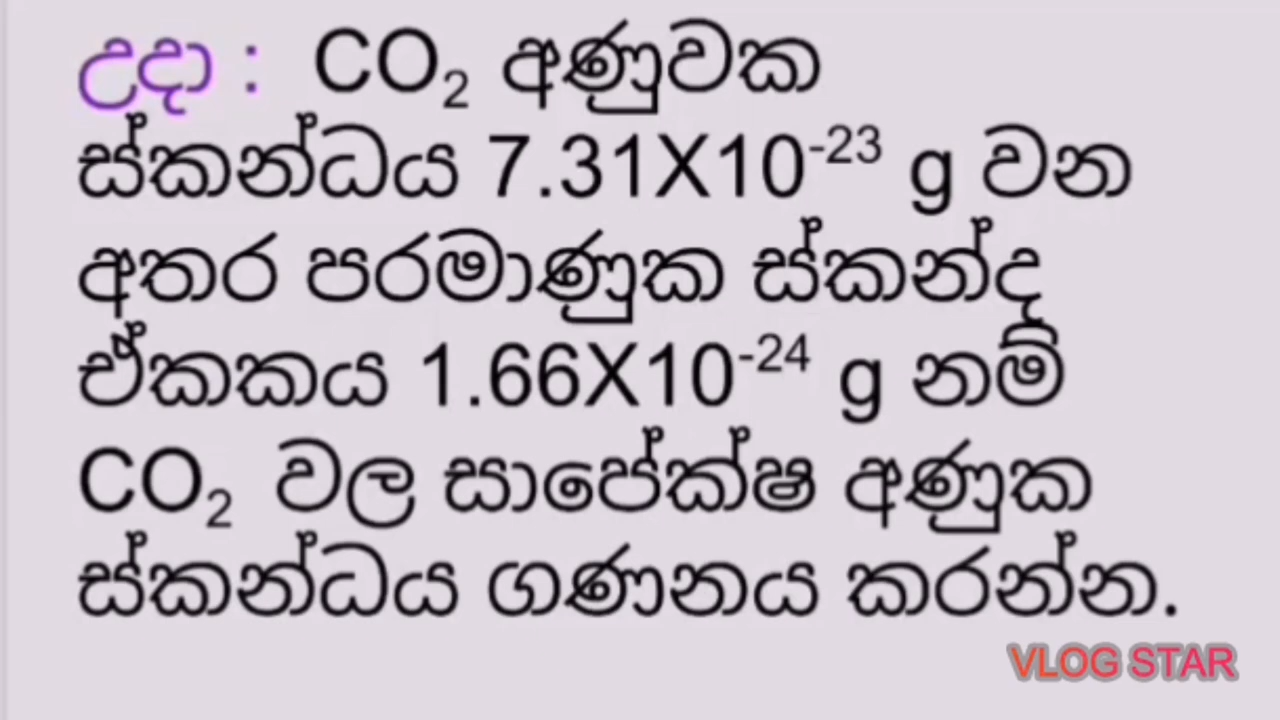 උදා : CO₂ අණුවක
ස්කන්ධය 7.31X10⁻²³ g වන
අතර පරමාණුක ස්කන්ද
ඒකකය 1.66X10⁻²⁴ g නම්
CO₂ වල සාපේක්ෂ අණුක
ස්කන්ධය ගණනය කරන්න.
VLOG STAR